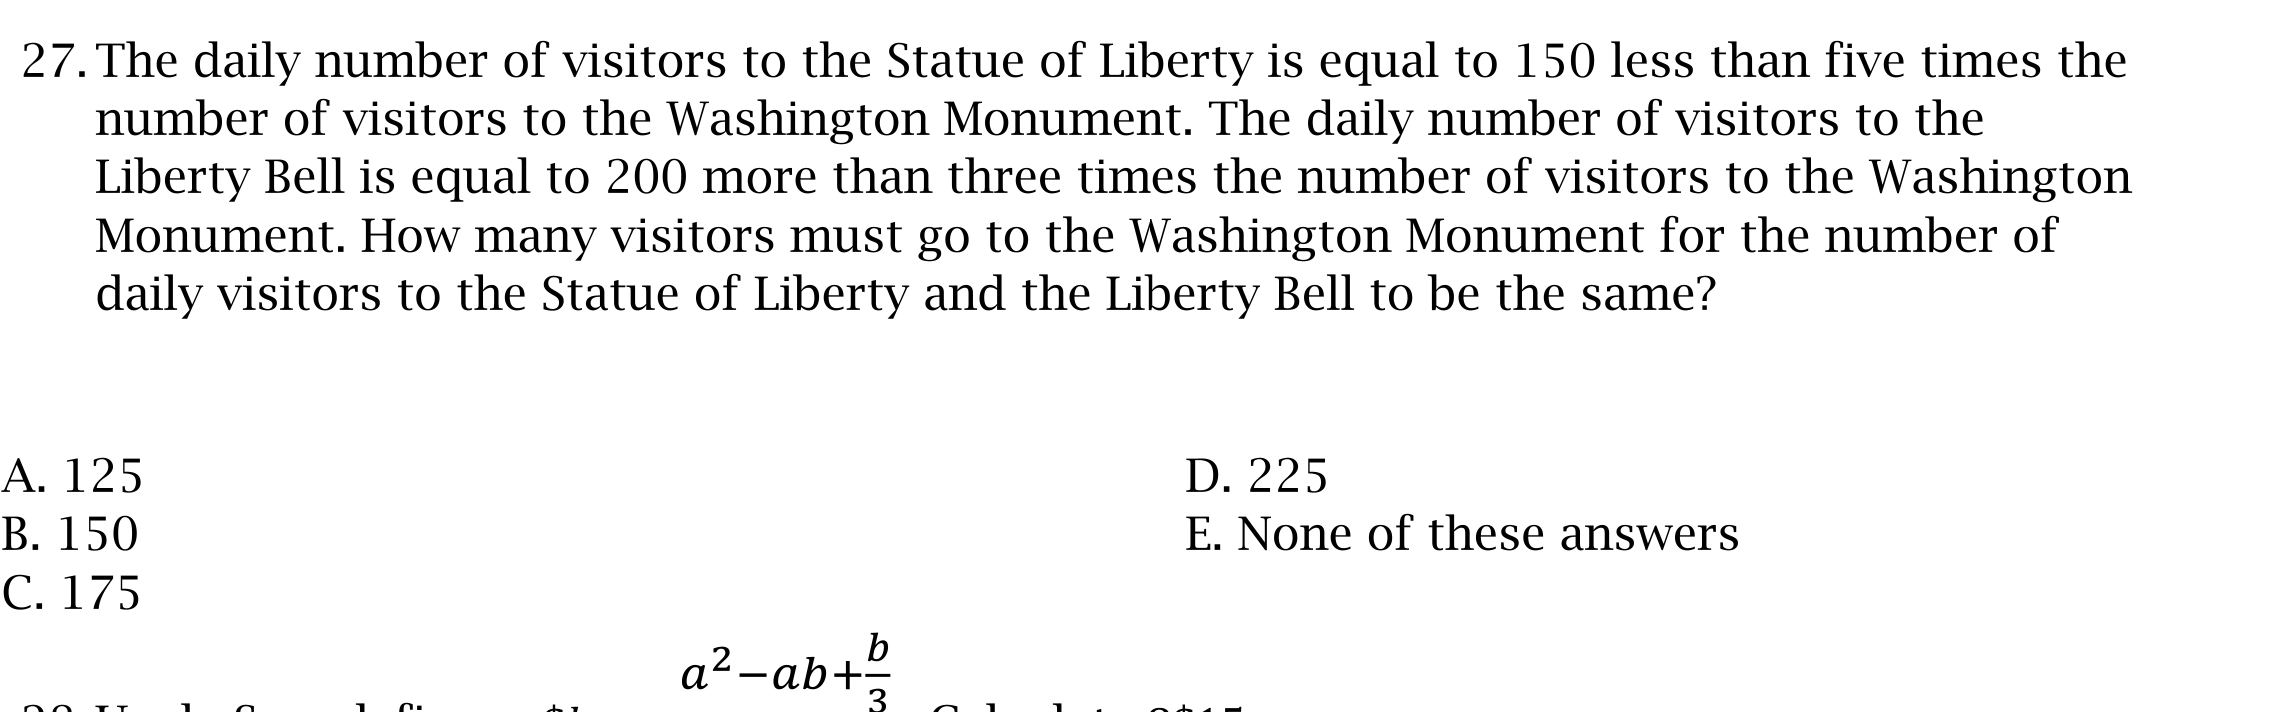 27. The daily number of visitors to the Statue of Liberty is equal to 150 less than five times the
number of visitors to the Washington Monument. The daily number of visitors to the
Liberty Bell is equal to 200 more than three times the number of visitors to the Washington
Monument. How many visitors must go to the Washington Monument for the number of
daily visitors to the Statue of Liberty and the Liberty Bell to be the same?
A. 125
B. 150
C. 175
D. 225
E. None of these answers
a²−ab+b/3